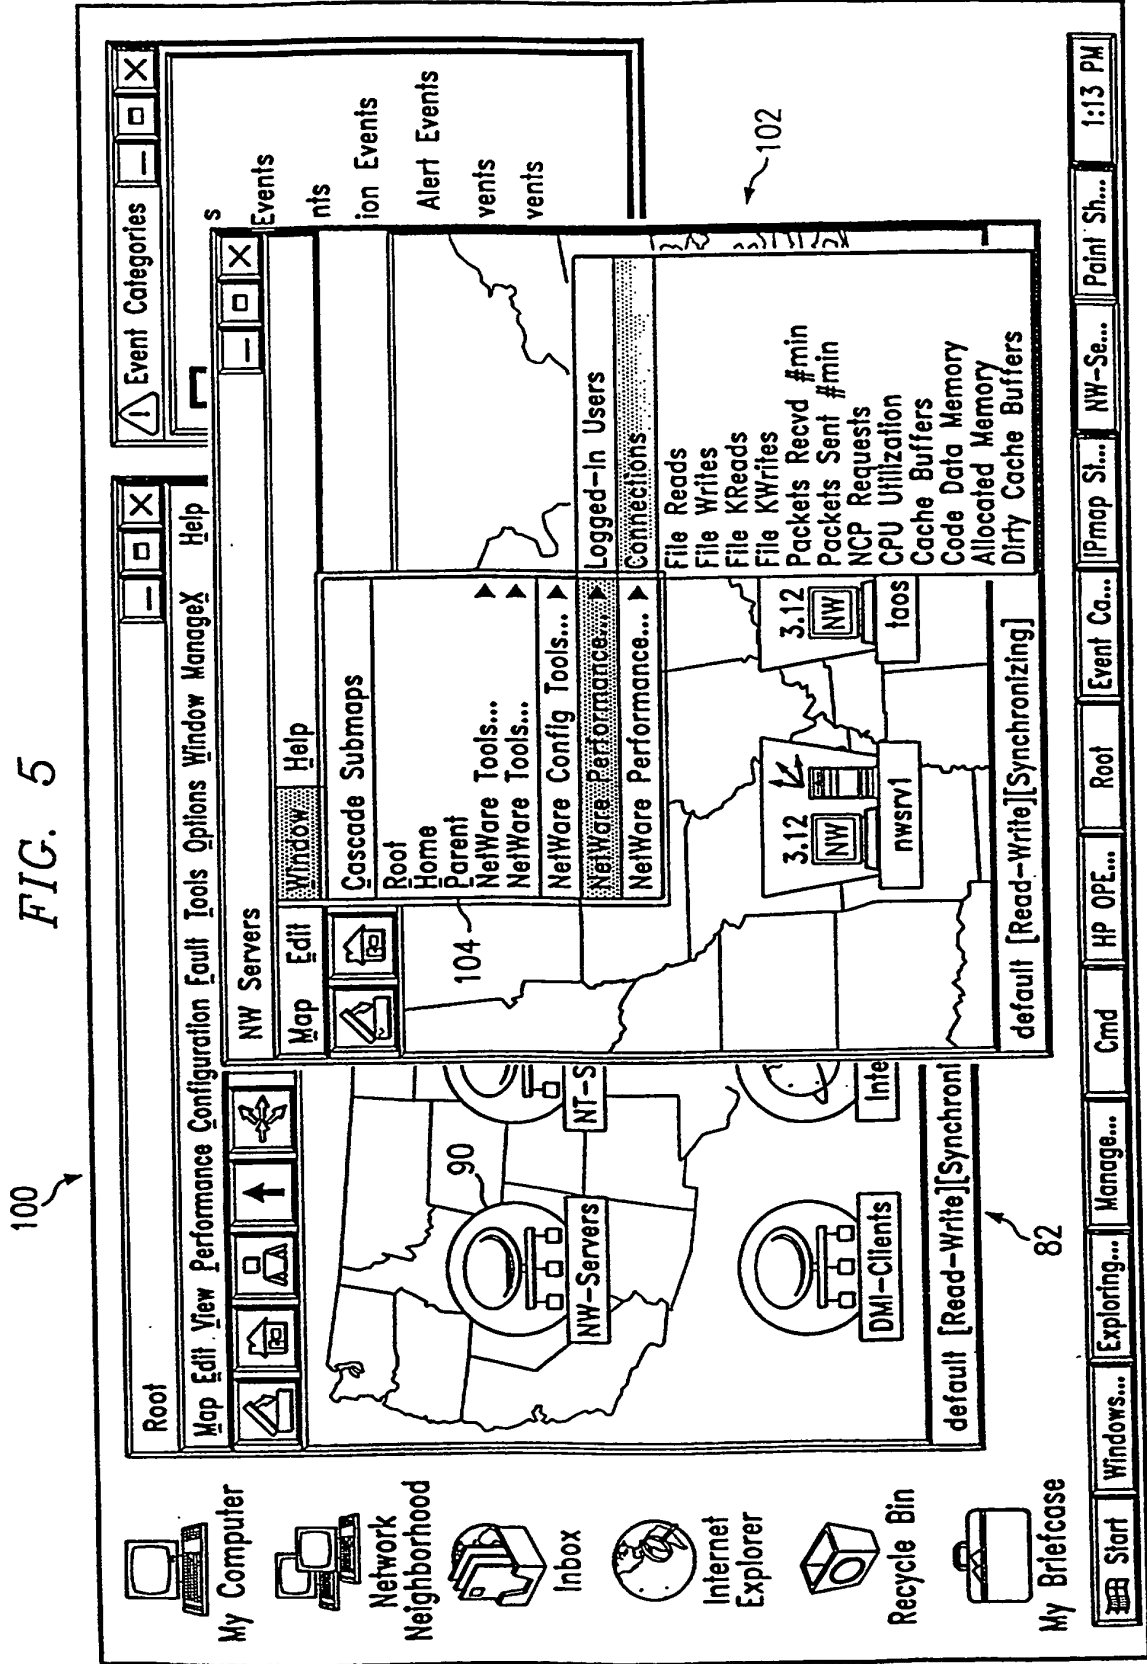 FIG. 5
100
My Computer
Network
Neighborhood
Inbox
Internet
Explorer
Recycle Bin
My Briefcase
Root
Map Edit View Performance Configuration Fault Tools Options Window ManageX Help
90
NW-Servers
NT-S
DMI-Clients
Inte
default [Read-Write][Synchroni
82
Event Categories
s
Events
nts
ion Events
Alert Events
vents
vents
NW Servers
Map Edit Window Help
Cascade Submaps
Root
Home
Parent
NetWare Tools...
NetWare Tools...
NetWare Config Tools...
NetWare Performance...
NetWare Performance...
104
Logged-In Users
Connections
File Reads
File Writes
File KReads
File KWrites
Packets Recvd #min
Packets Sent #min
NCP Requests
CPU Utilization
Cache Buffers
Code Data Memory
Allocated Memory
Dirty Cache Buffers
3.12
NW
nwsrv1
3.12
NW
taos
default [Read-Write][Synchronizing]
102
Start
Windows...
Exploring...
Manage...
Cmd
HP OPE...
Root
Event Ca...
IPmap St...
NW-Se...
Paint Sh...
1:13 PM